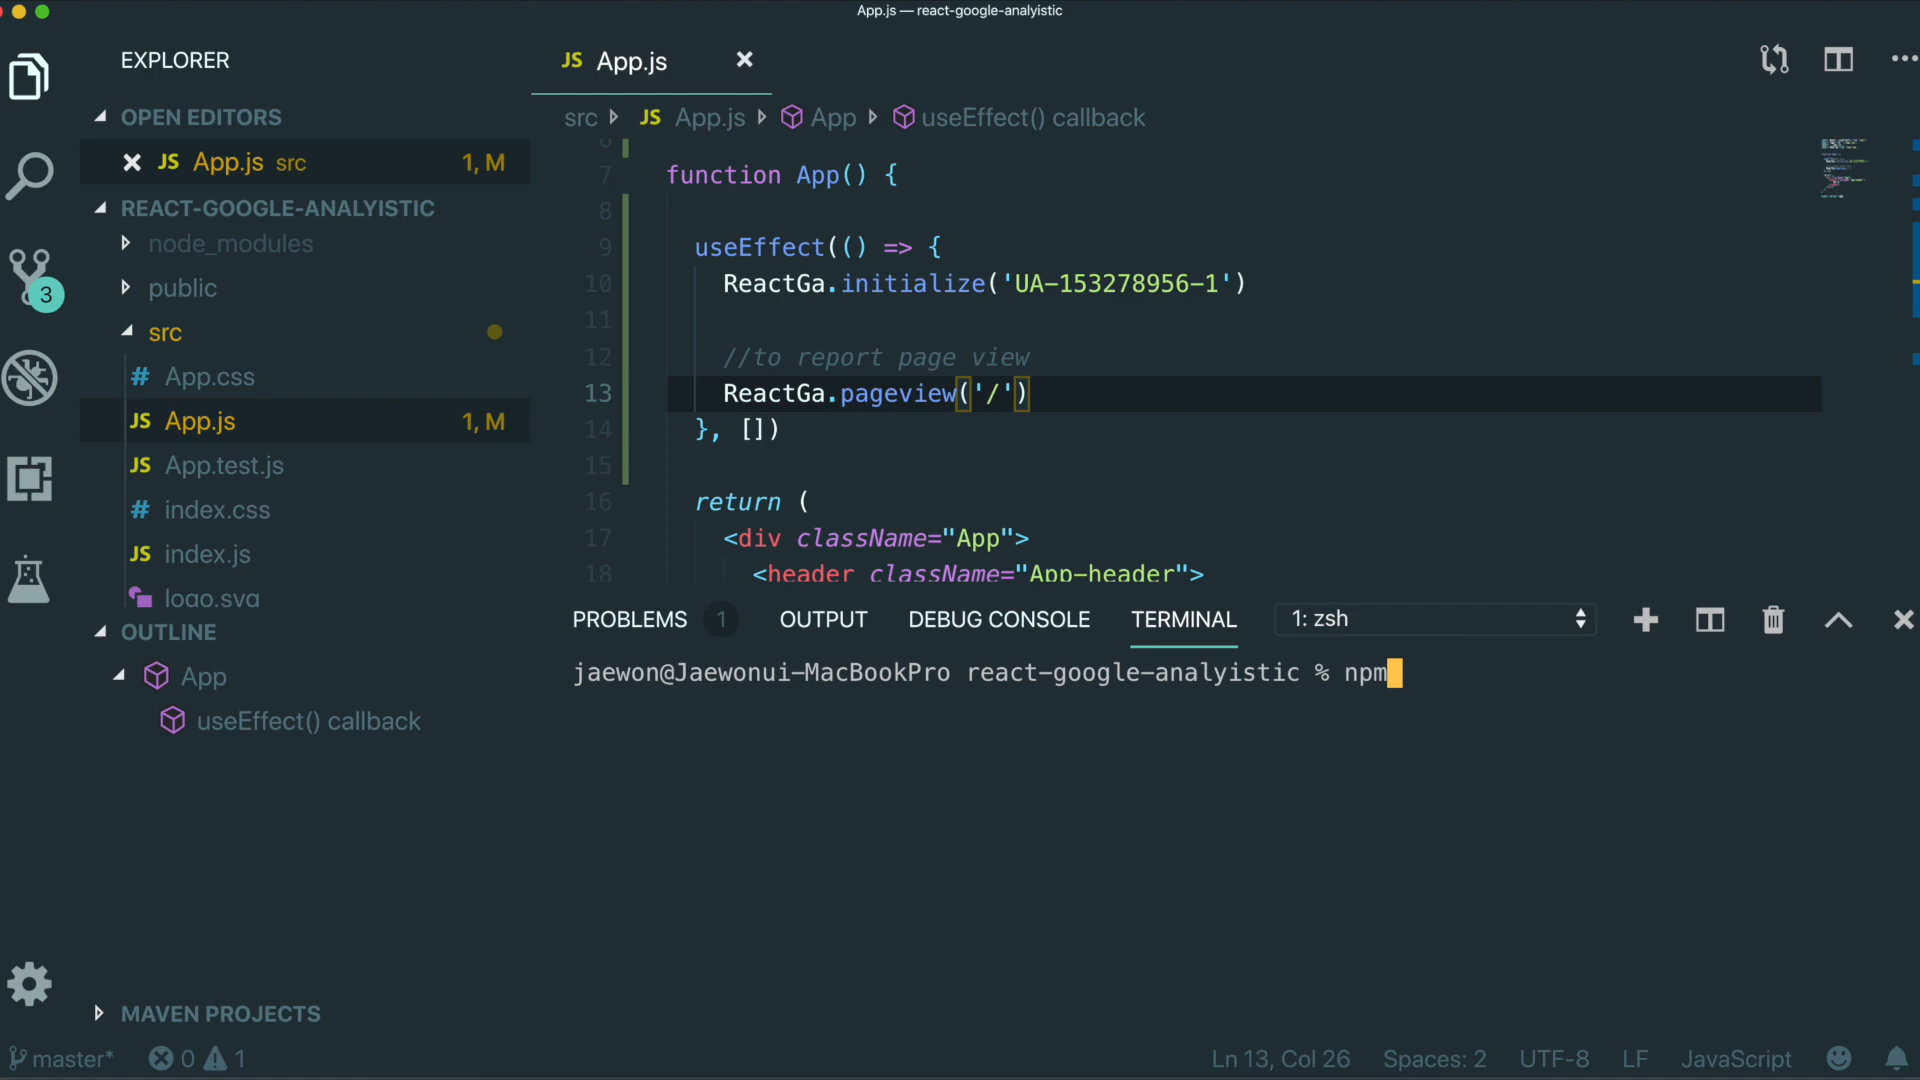 App.js — react-google-analyistic
EXPLORER
OPEN EDITORS
JS App.js src 1, M
REACT-GOOGLE-ANALYISTIC
node_modules
public
src
# App.css
JS App.js 1, M
JS App.test.js
# index.css
JS index.js
logo.svg
OUTLINE
App
useEffect() callback
MAVEN PROJECTS
3
JS App.js
src JS App.js App useEffect() callback
6
7 function App() {
8
9 useEffect(() => {
10 ReactGa.initialize('UA-153278956-1')
11
12 //to report page view
13 ReactGa.pageview('/')
14 }, [])
15
16 return (
17 <div className="App">
18 <header className="App-header">
PROBLEMS 1 OUTPUT DEBUG CONSOLE TERMINAL 1: zsh
jaewon@Jaewonui-MacBookPro react-google-analyistic % npm
master* 0 1 Ln 13, Col 26 Spaces: 2 UTF-8 LF JavaScript